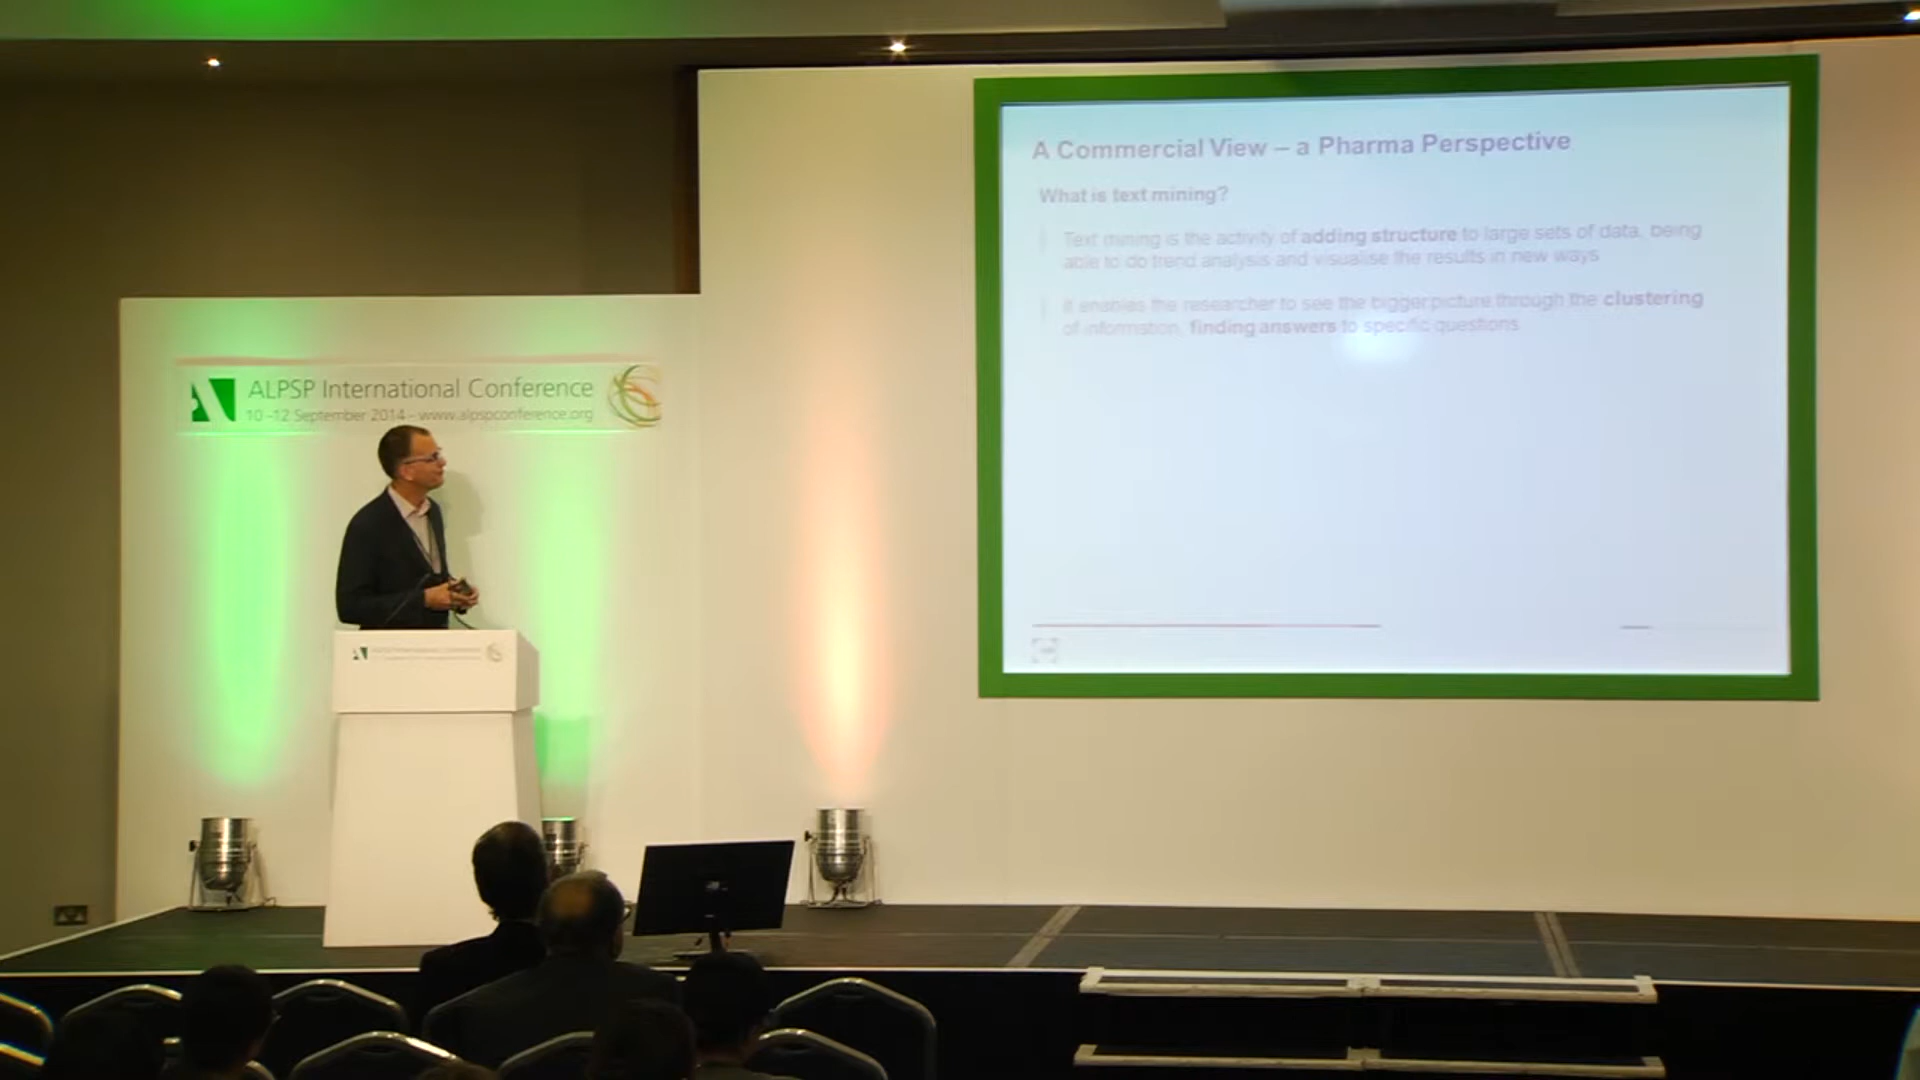 A Commercial View – a Pharma Perspective
What is text mining?
Text mining is the activity of adding structure to large sets of data, being
able to do trend analysis and visualise the results in new ways
It enables the researcher to see the bigger picture through the clustering
of information, finding answers to specific questions
ALPSP International Conference
10 -12 September 2014 - www.alpspconference.org